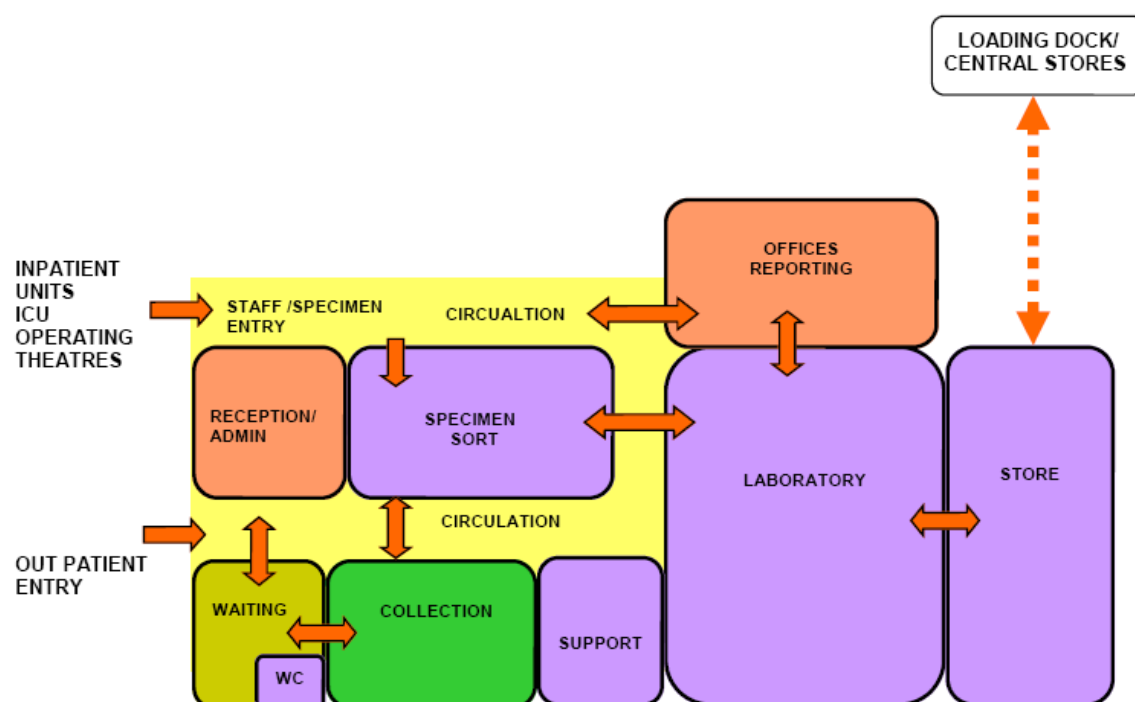 LOADING DOCK/
CENTRAL STORES
OFFICES
REPORTING
INPATIENT
UNITS
ICU
OPERATING
THEATRES
STAFF /SPECIMEN
ENTRY
CIRCUALTION
RECEPTION/
ADMIN
SPECIMEN
SORT
LABORATORY
STORE
CIRCULATION
OUT PATIENT
ENTRY
WAITING
COLLECTION
SUPPORT
WC